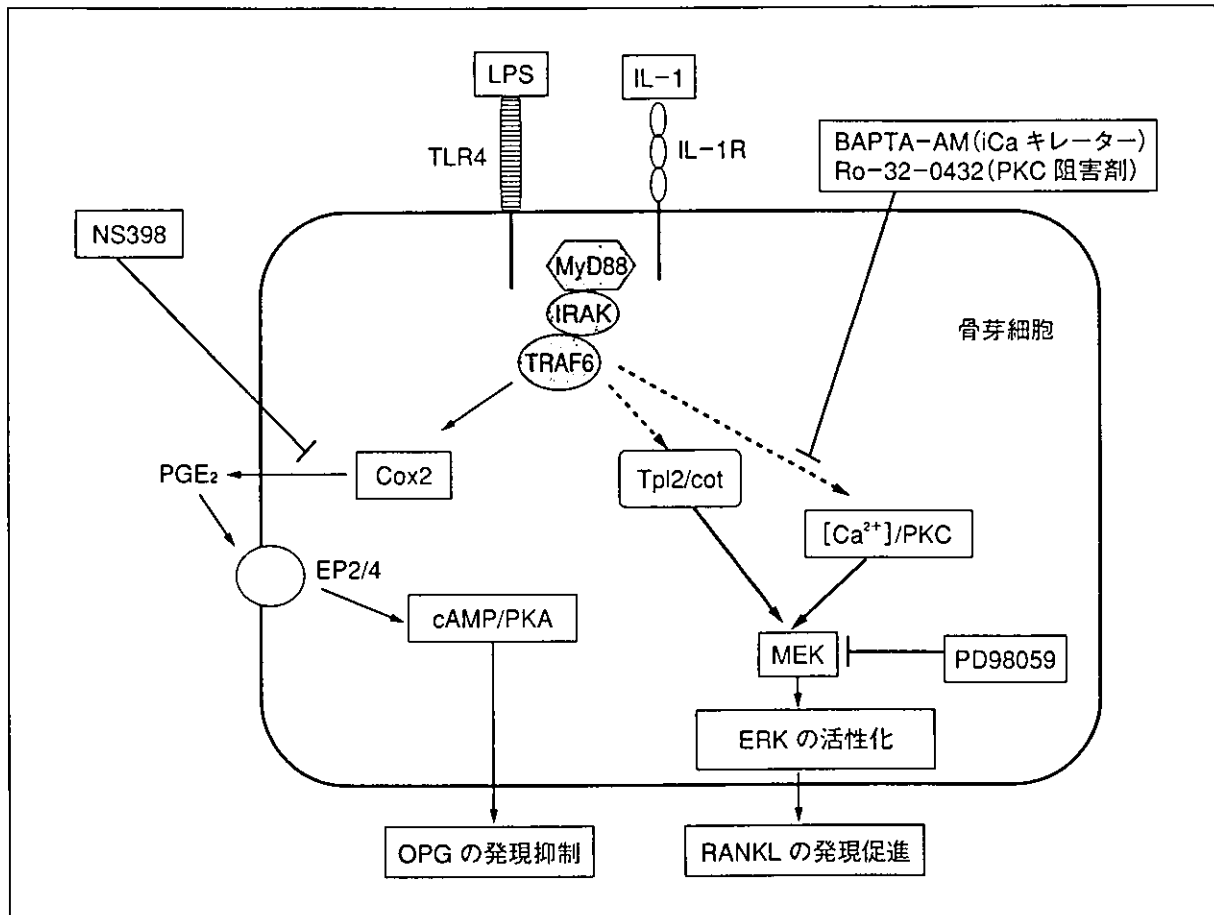 LPS
IL-1
TLR4
IL-1R
BAPTA-AM(iCa キレーター)
Ro-32-0432(PKC 阻害剤)
NS398
MyD88
IRAK
TRAF6
骨芽細胞
PGE₂
Cox2
Tpl2/cot
[Ca²⁺]/PKC
EP2/4
cAMP/PKA
MEK
PD98059
ERK の活性化
OPG の発現抑制
RANKL の発現促進